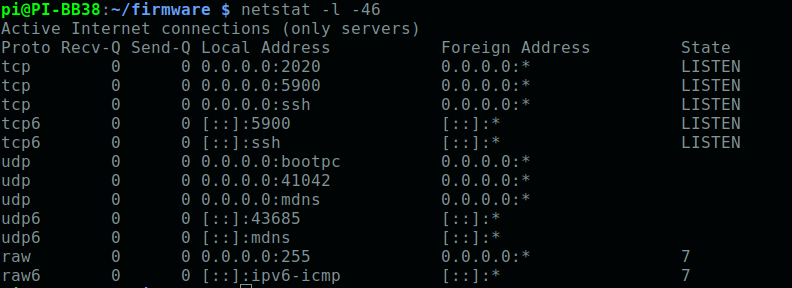 pi@PI-BB38:~/firmware $ netstat -l -46
Active Internet connections (only servers)
Proto Recv-Q Send-Q Local Address           Foreign Address         State
tcp        0      0 0.0.0.0:2020            0.0.0.0:*               LISTEN
tcp        0      0 0.0.0.0:5900            0.0.0.0:*               LISTEN
tcp        0      0 0.0.0.0:ssh             0.0.0.0:*               LISTEN
tcp6       0      0 [::]:5900               [::]:*                  LISTEN
tcp6       0      0 [::]:ssh                [::]:*                  LISTEN
udp        0      0 0.0.0.0:bootpc          0.0.0.0:*
udp        0      0 0.0.0.0:41042           0.0.0.0:*
udp        0      0 0.0.0.0:mdns            0.0.0.0:*
udp6       0      0 [::]:43685              [::]:*
udp6       0      0 [::]:mdns               [::]:*
raw        0      0 0.0.0.0:255             0.0.0.0:*               7
raw6       0      0 [::]:ipv6-icmp          [::]:*                  7